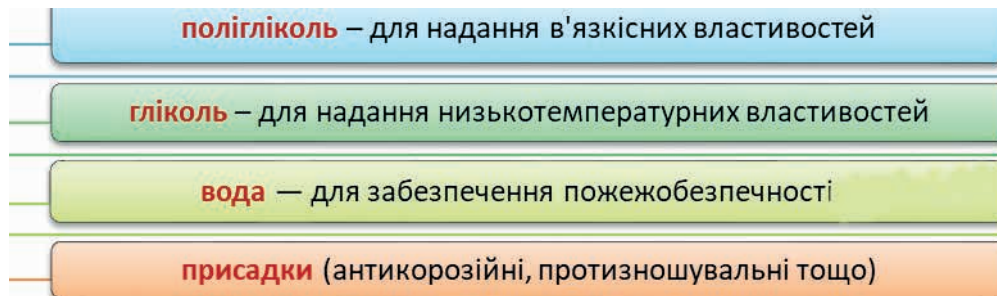 полігліколь – для надання в'язкісних властивостей
гліколь – для надання низькотемпературних властивостей
вода — для забезпечення пожежобезпечності
присадки (антикорозійні, протизношувальні тощо)